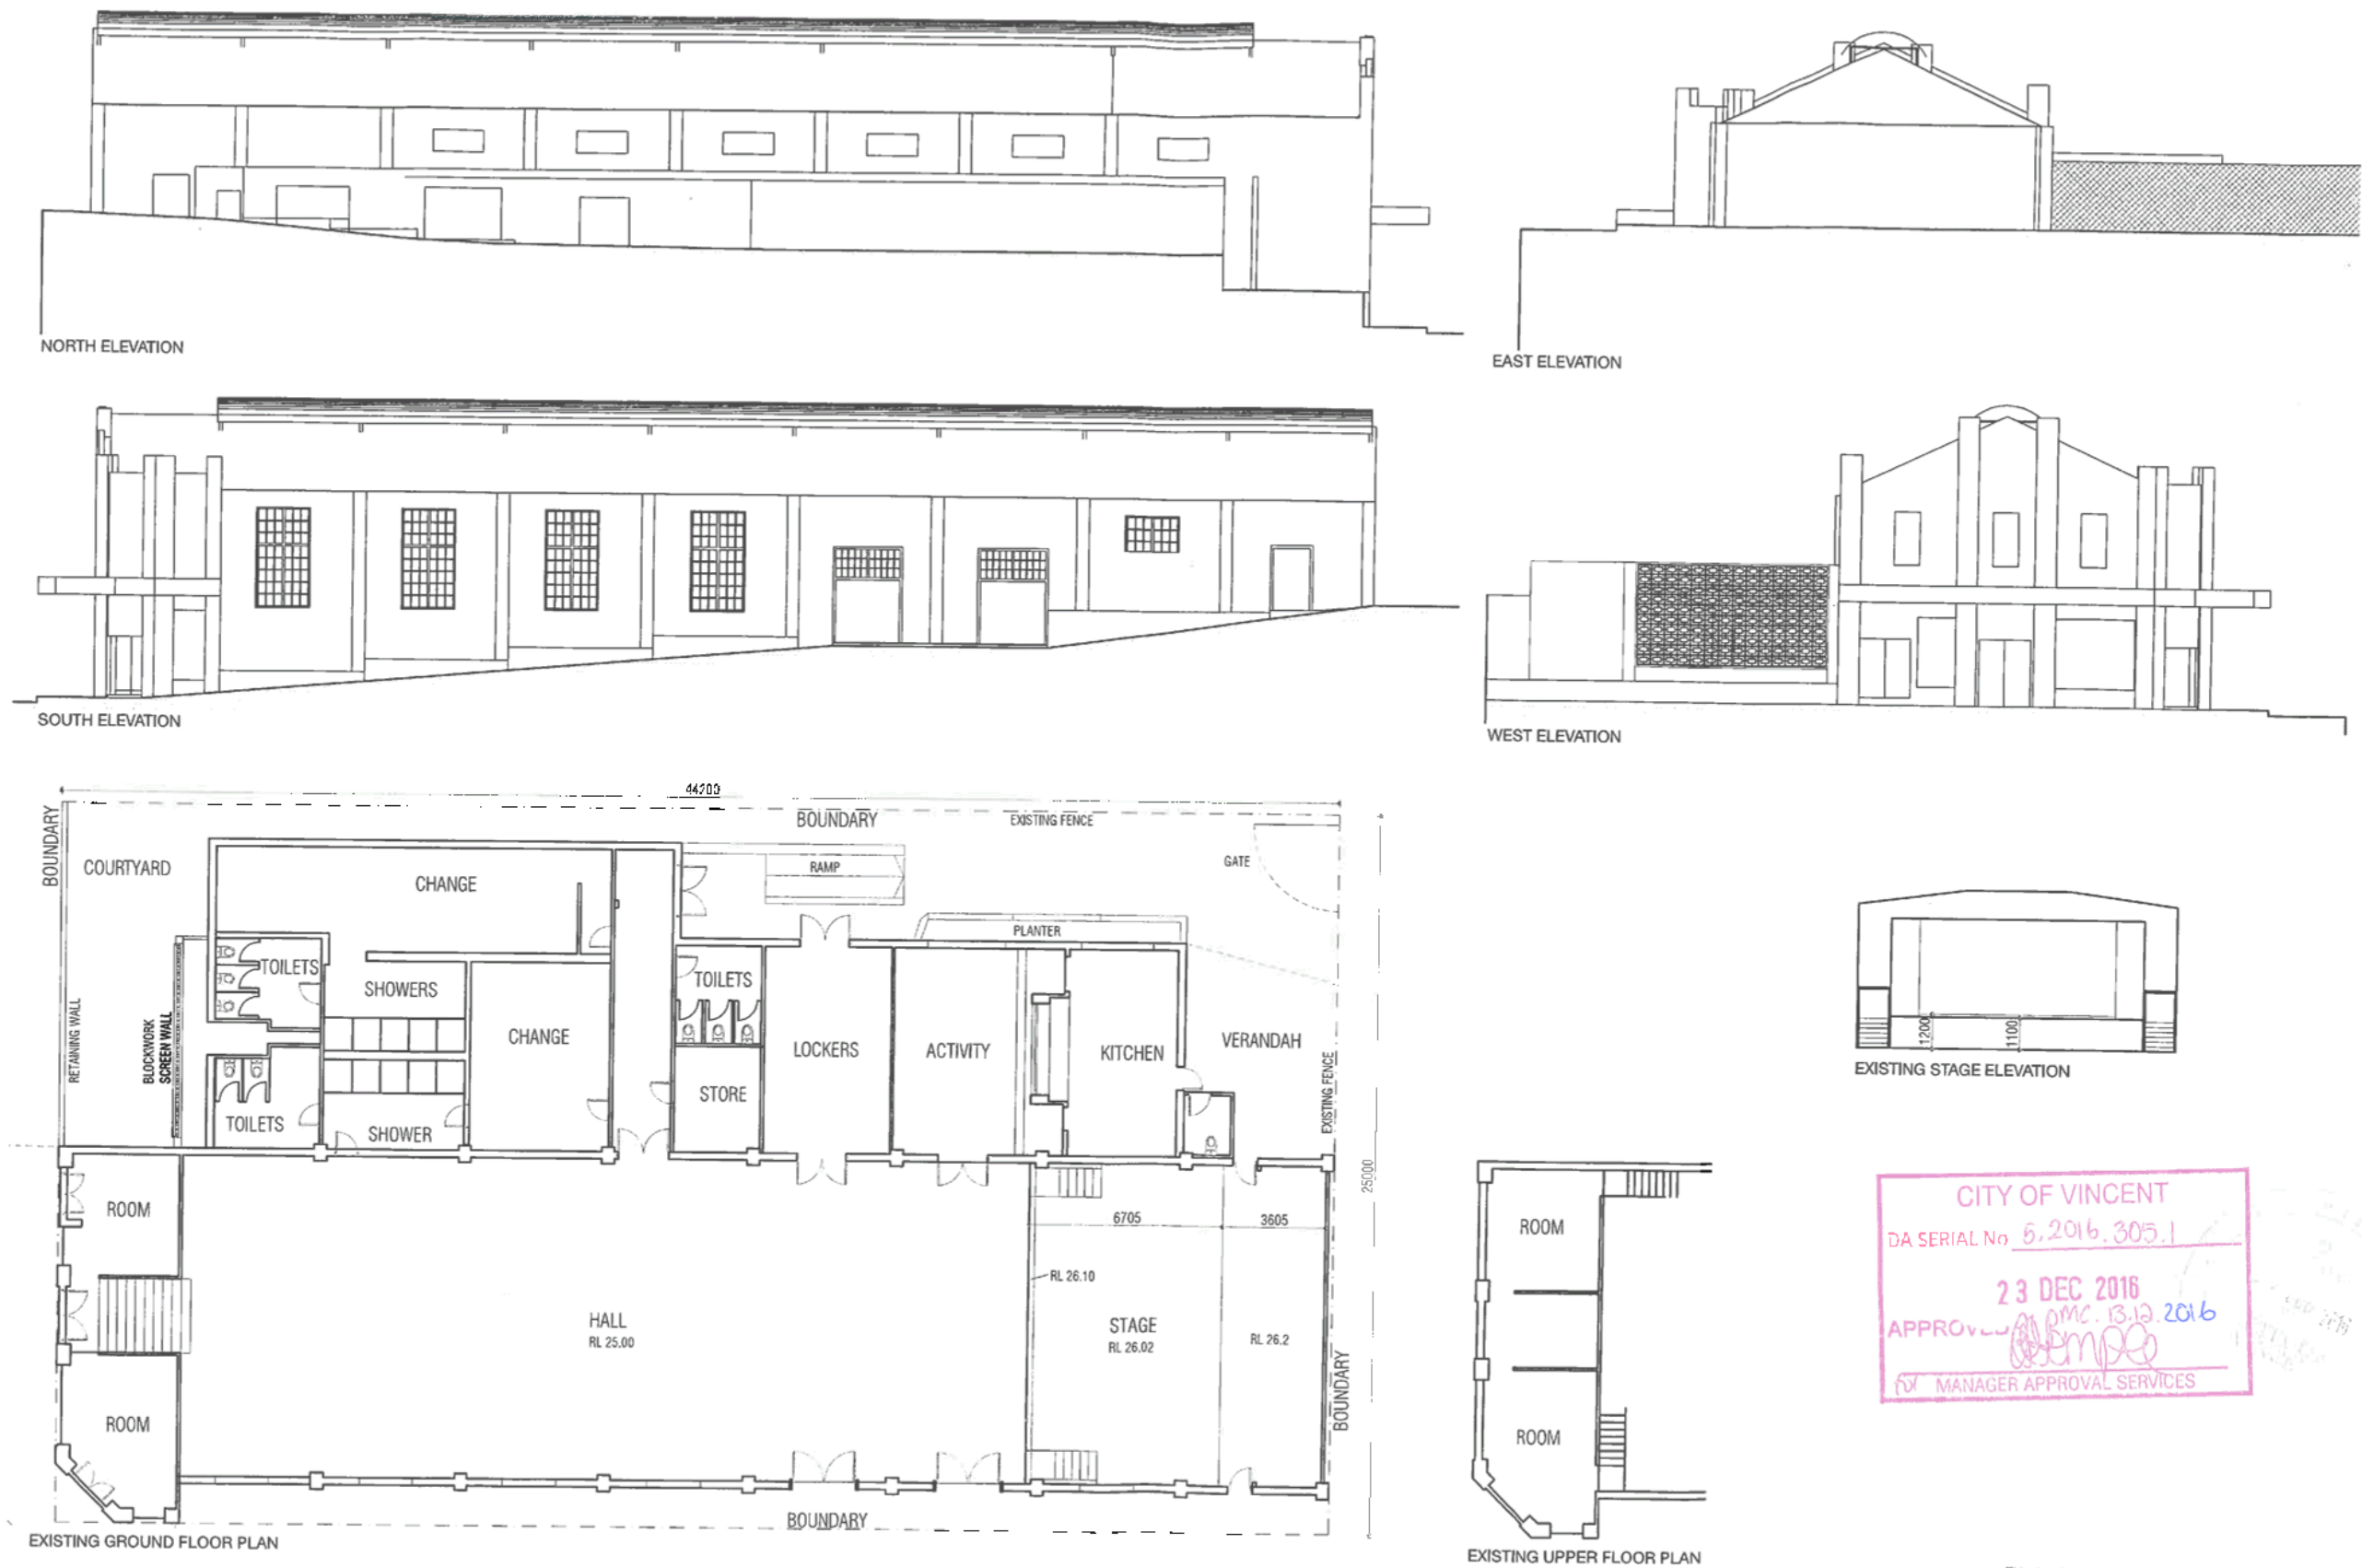 NORTH ELEVATION
EAST ELEVATION
SOUTH ELEVATION
WEST ELEVATION
44200
BOUNDARY
EXISTING FENCE
BOUNDARY
COURTYARD
CHANGE
RAMP
GATE
PLANTER
TOILETS
SHOWERS
TOILETS
CHANGE
LOCKERS
ACTIVITY
KITCHEN
VERANDAH
RETAINING WALL
BLOCKWORK
SCREEN WALL
STORE
EXISTING FENCE
TOILETS
SHOWER
25000
ROOM
6705
3605
RL 26.10
HALL
RL 25.00
STAGE
RL 26.02
RL 26.2
BOUNDARY
ROOM
BOUNDARY
EXISTING GROUND FLOOR PLAN
1200
1100
EXISTING STAGE ELEVATION
ROOM
ROOM
EXISTING UPPER FLOOR PLAN
CITY OF VINCENT
DA SERIAL No 5.2016.305.1
23 DEC 2016
OMC. 13.12.2016
APPROV
for MANAGER APPROVAL SERVICES